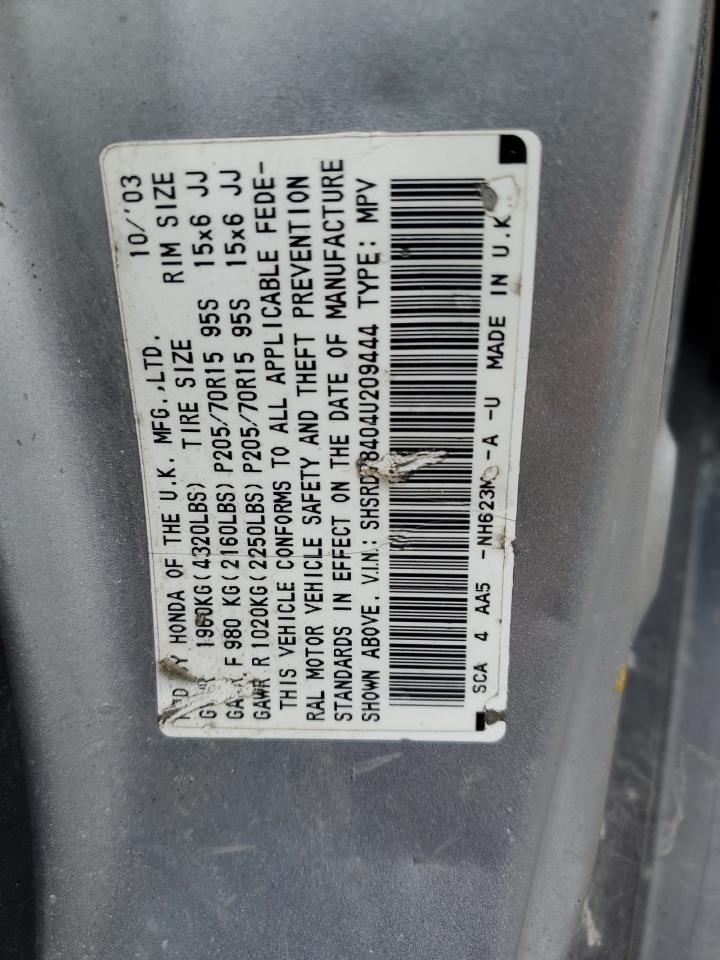 HONDA OF THE U.K. MFG.,LTD. 10/'03
TIRE SIZE RIM SIZE
1960KG(4320LBS)
F 980 KG(2160LBS) P205/70R15 95S 15x6 JJ
GAWR R 1020KG(2250LBS) P205/70R15 95S 15x6 JJ
THIS VEHICLE CONFORMS TO ALL APPLICABLE FEDE-
RAL MOTOR VEHICLE SAFETY AND THEFT PREVENTION
STANDARDS IN EFFECT ON THE DATE OF MANUFACTURE
SHOWN ABOVE. V.I.N.: TYPE: MPV
SCA 4 AA5 -A -U MADE IN U.K.